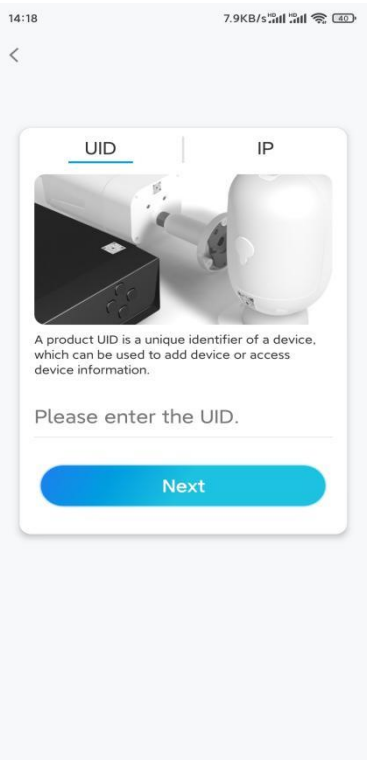 14:18
7.9KB/s
40
UID
IP
A product UID is a unique identifier of a device,
which can be used to add device or access
device information.
Please enter the UID.
Next